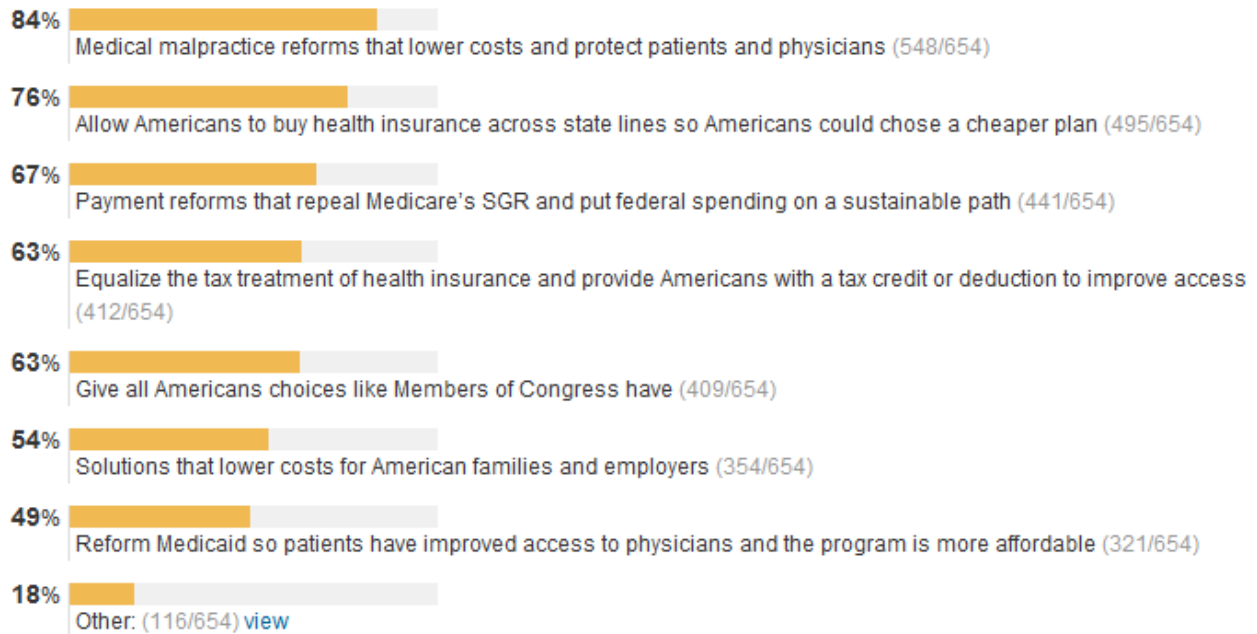 84%
Medical malpractice reforms that lower costs and protect patients and physicians (548/654)
76%
Allow Americans to buy health insurance across state lines so Americans could chose a cheaper plan (495/654)
67%
Payment reforms that repeal Medicare's SGR and put federal spending on a sustainable path (441/654)
63%
Equalize the tax treatment of health insurance and provide Americans with a tax credit or deduction to improve access
(412/654)
63%
Give all Americans choices like Members of Congress have (409/654)
54%
Solutions that lower costs for American families and employers (354/654)
49%
Reform Medicaid so patients have improved access to physicians and the program is more affordable (321/654)
18%
Other: (116/654) view